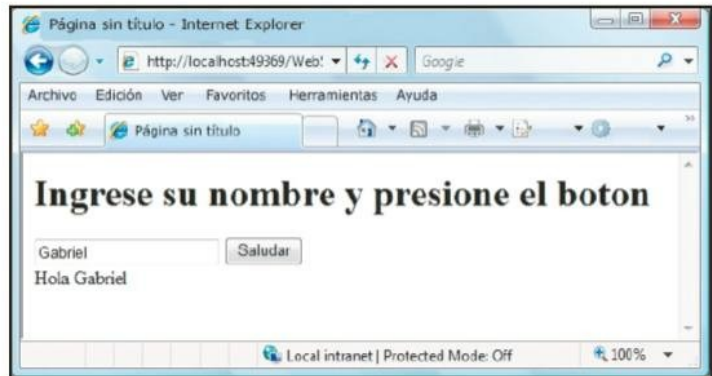 Página sin título - Internet Explorer
http://localhost:49369/Web! Google
Archivo Edición Ver Favoritos Herramientas Ayuda
Página sin título
Ingrese su nombre y presione el boton
Gabriel Saludar
Hola Gabriel
Local intranet | Protected Mode: Off 100%